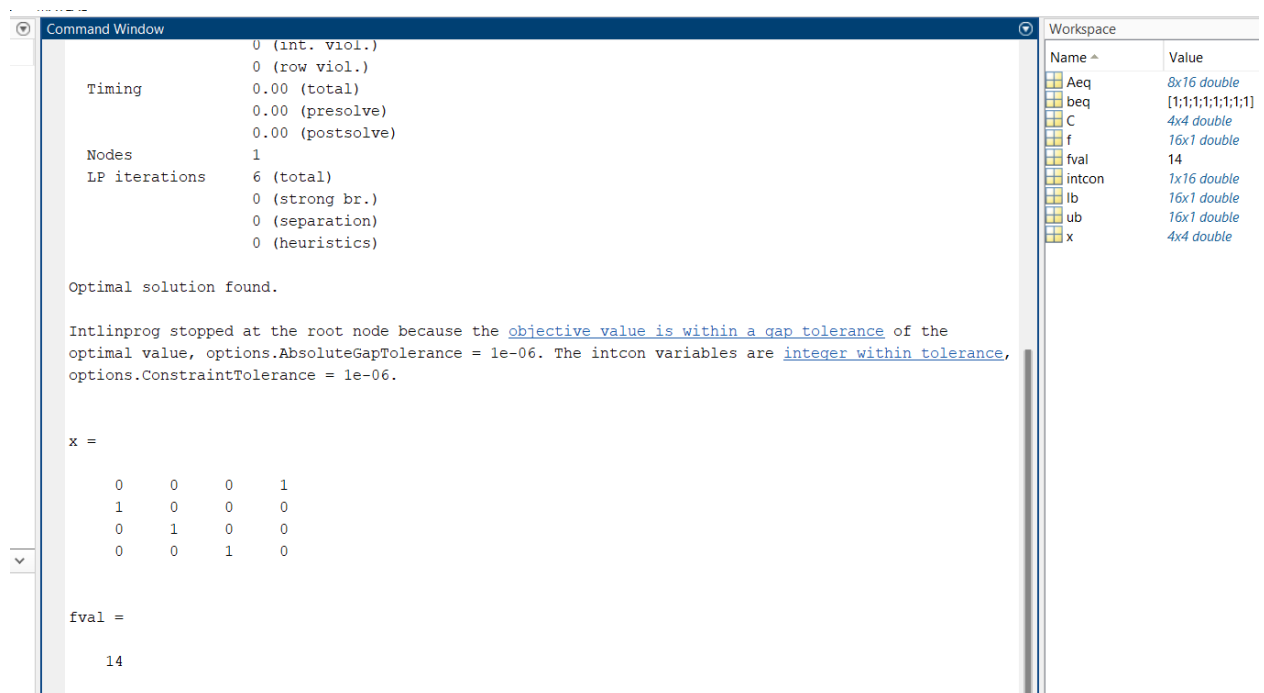 Command Window
0 (int. viol.)
0 (row viol.)
Timing 0.00 (total)
0.00 (presolve)
0.00 (postsolve)
Nodes 1
LP iterations 6 (total)
0 (strong br.)
0 (separation)
0 (heuristics)
Optimal solution found.
Intlinprog stopped at the root node because the objective value is within a gap tolerance of the
optimal value, options.AbsoluteGapTolerance = 1e-06. The intcon variables are integer within tolerance,
options.ConstraintTolerance = 1e-06.
x =
0 0 0 1
1 0 0 0
0 1 0 0
0 0 1 0
fval =
14
Workspace
Name Value
Aeq 8x16 double
beq [1;1;1;1;1;1;1;1]
C 4x4 double
f 16x1 double
fval 14
intcon 1x16 double
lb 16x1 double
ub 16x1 double
x 4x4 double